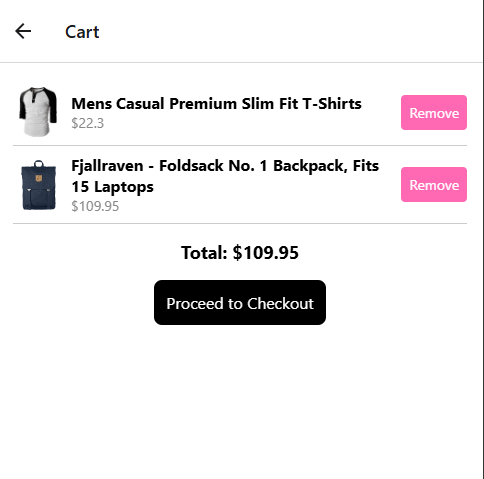 Cart
Mens Casual Premium Slim Fit T-Shirts
$22.3
Remove
Fjallraven - Foldsack No. 1 Backpack, Fits
15 Laptops
$109.95
Remove
Total: $109.95
Proceed to Checkout